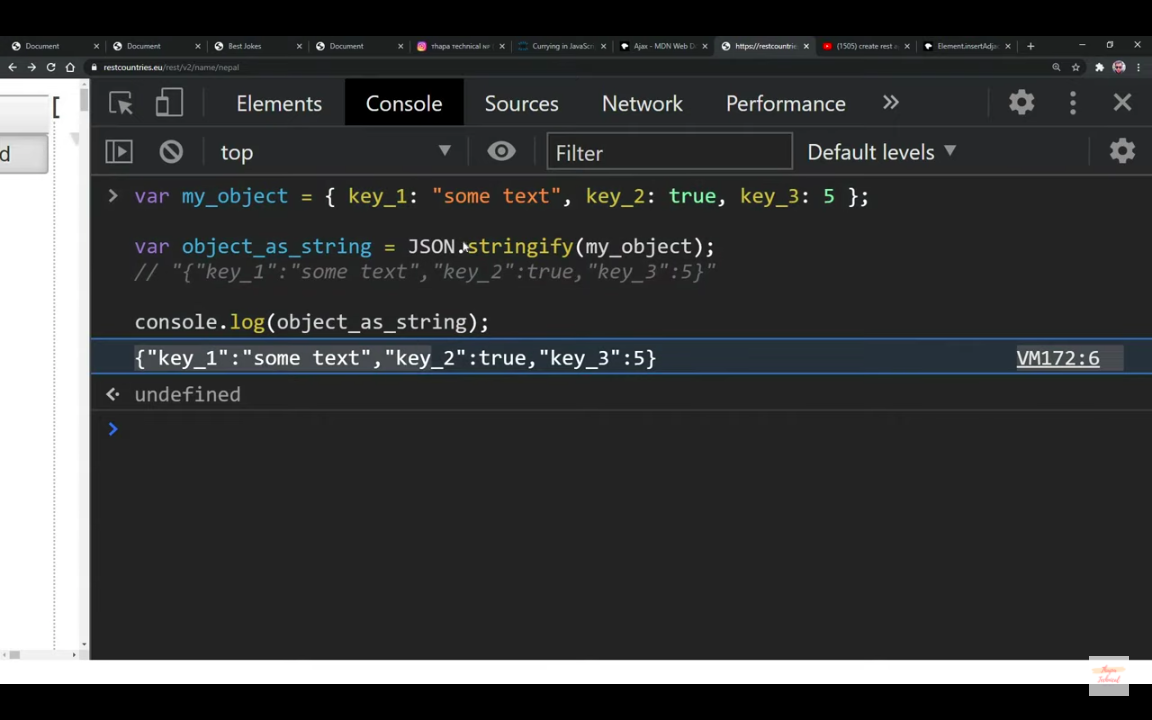 Document
Document
Best Jokes
Document
Currying in JavaScr
Ajax - MDN Web D
https://restcountries
(1505) create rest a
Element.insertAdja
restcountries.eu/rest/v2/name/nepal
[
d
Elements Console Sources Network Performance »
top Filter Default levels
> var my_object = { key_1: "some text", key_2: true, key_3: 5 };
var object_as_string = JSON.stringify(my_object);
// "{"key_1":"some text","key_2":true,"key_3":5}"
console.log(object_as_string);
{"key_1":"some text","key_2":true,"key_3":5} VM172:6
undefined
>